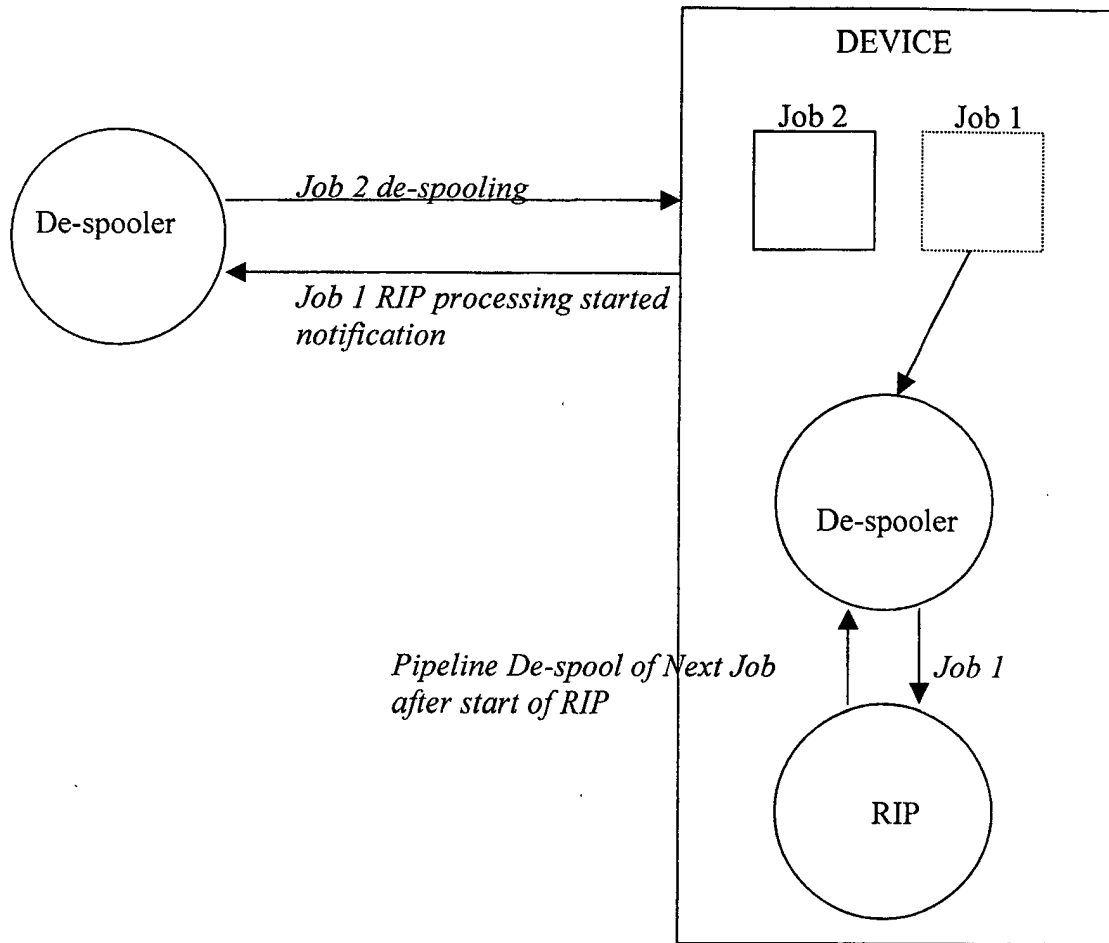 DEVICE
Job 2
Job 1
Job 2 de-spooling
De-spooler
Job 1 RIP processing started
notification
De-spooler
Pipeline De-spool of Next Job
after start of RIP
Job 1
RIP